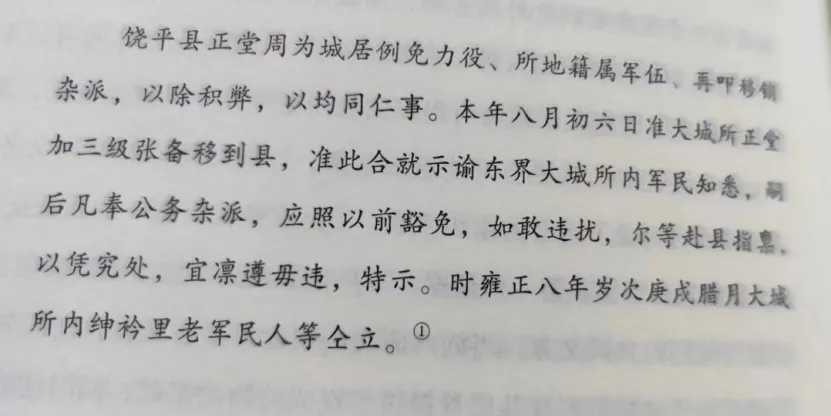 饶平县正堂周为城居例免力役、所地籍属军伍、再叩移镌
杂派，以除积弊，以均同仁事。本年八月初六日准大城所正堂
加三级张备移到县，准此合就示谕东界大城所内军民知悉，嗣
后凡奉公务杂派，应照以前豁免，如敢违扰，尔等赴县指禀，
以凭究处，宜凛遵毋违，特示。时雍正八年岁次庚戌腊月大城
所内绅衿里老军民人等仝立。①